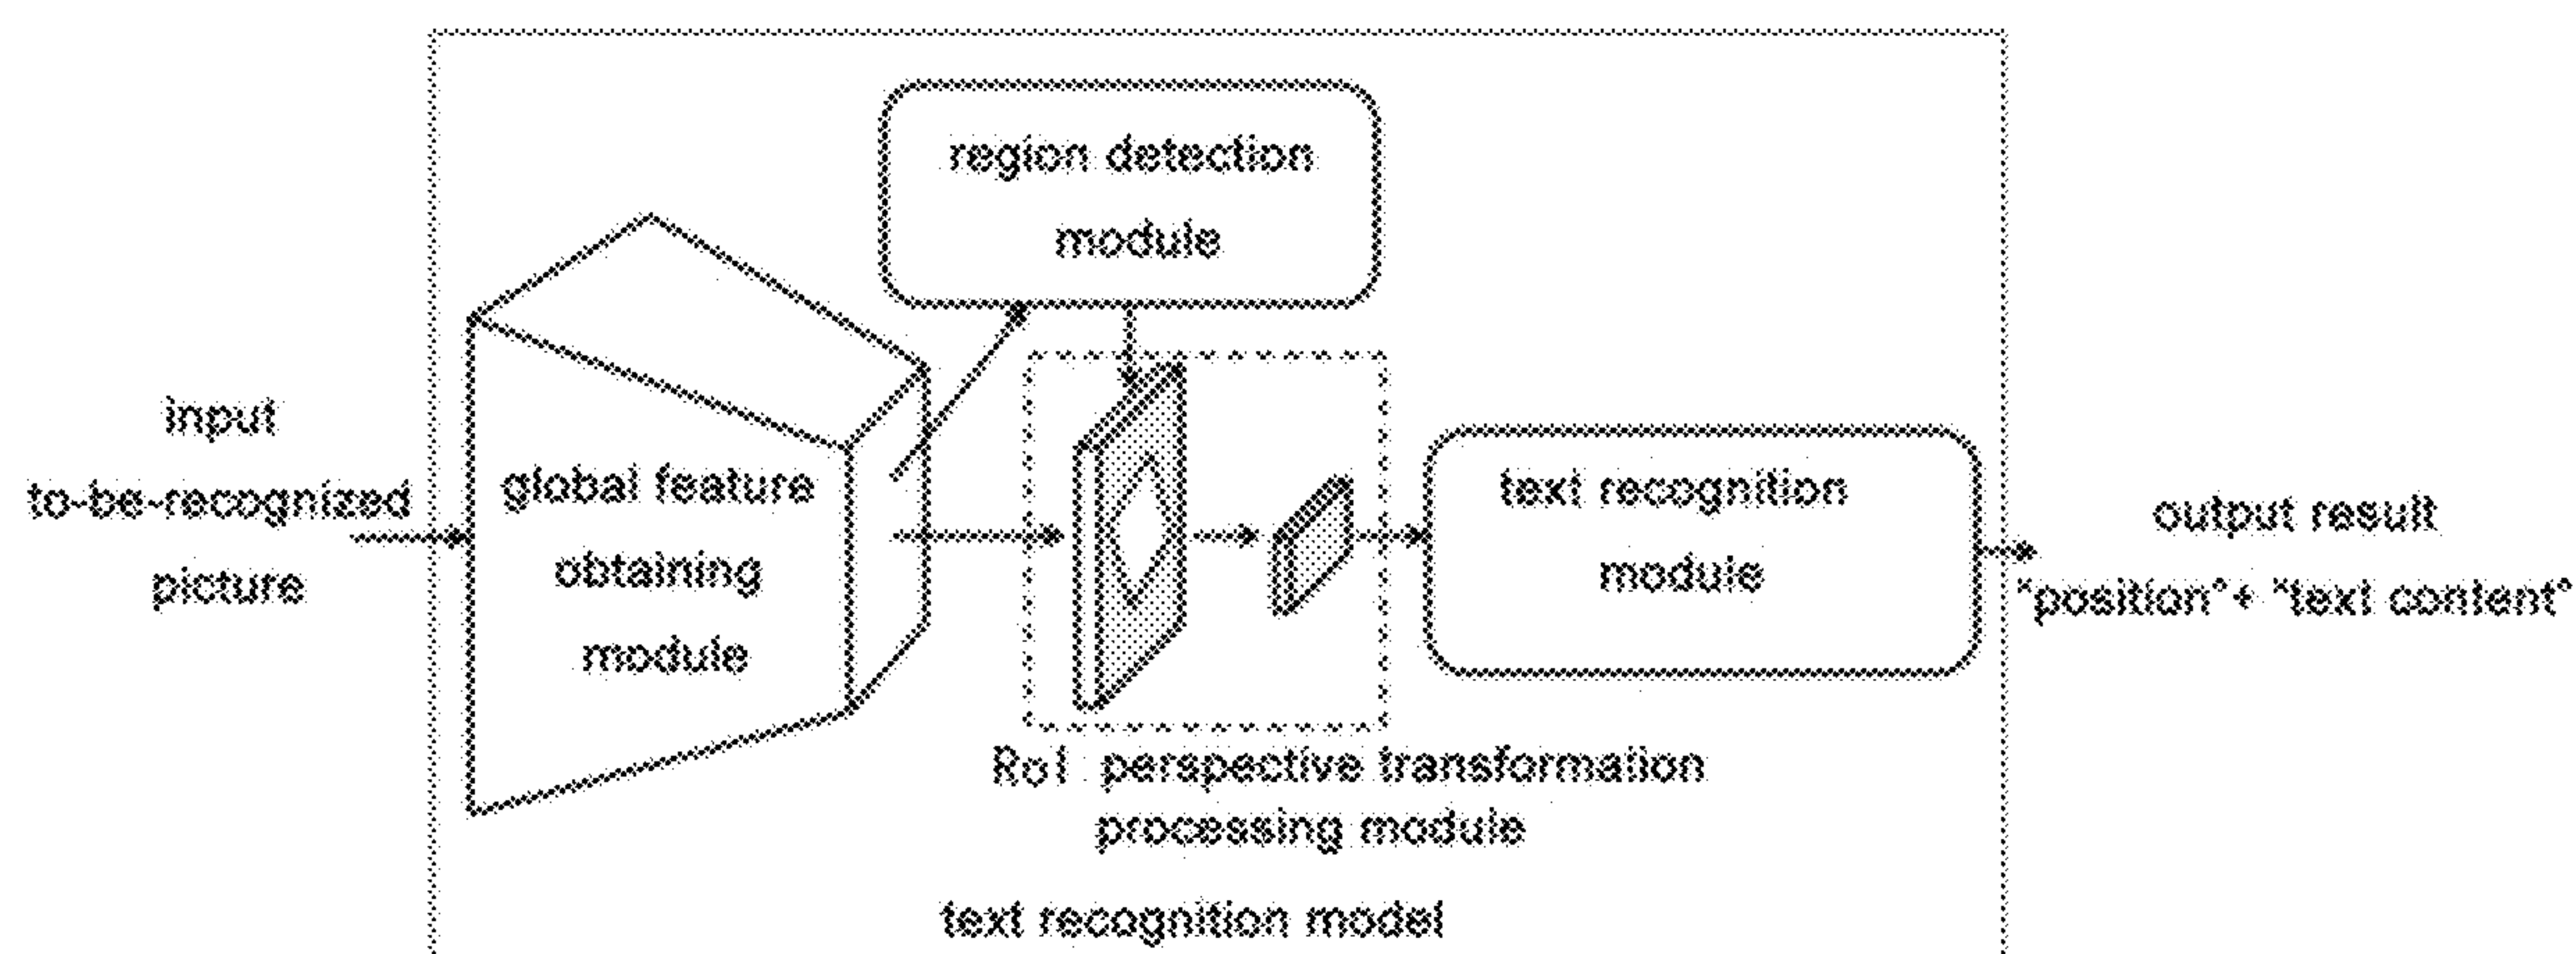 region detection
module
input
to-be-recognized
picture
global feature
obtaining
module
text recognition
module
output result
"position"+ "text content"
RoI perspective transformation
processing module
text recognition model